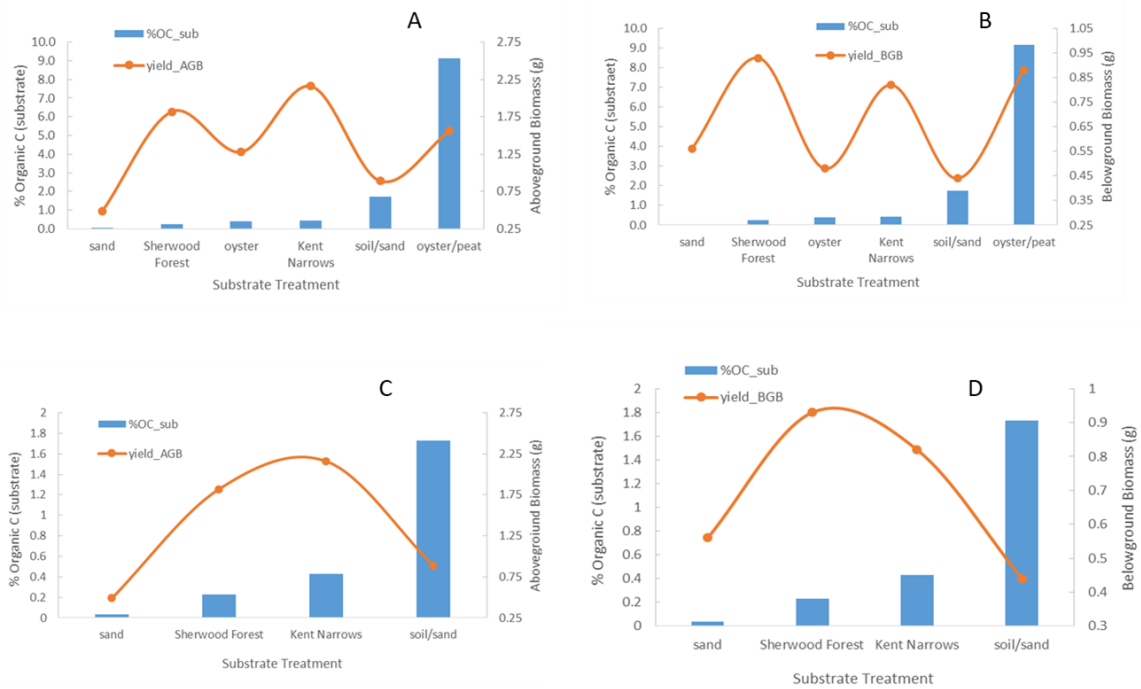 A
%OC_sub
yield_AGB
10.0
9.0
8.0
7.0
6.0
5.0
4.0
3.0
2.0
1.0
0.0
% Organic C (substrate)
2.75
2.25
1.75
1.25
0.75
0.25
Aboveground Biomass (g)
sand
Sherwood
Forest
oyster
Kent
Narrows
soil/sand
oyster/peat
Substrate Treatment
B
%OC_sub
yield_BGB
10.0
9.0
8.0
7.0
6.0
5.0
4.0
3.0
2.0
1.0
0.0
% Organic C (substraet)
1.05
0.95
0.85
0.75
0.65
0.55
0.45
0.35
0.25
Belowground Biomass (g)
sand
Sherwood
Forest
oyster
Kent
Narrows
soil/sand
oyster/peat
Substrate Treatment
C
%OC_sub
yield_AGB
2
1.8
1.6
1.4
1.2
1
0.8
0.6
0.4
0.2
0
% Organic C (substrate)
2.75
2.25
1.75
1.25
0.75
0.25
Aboveground Biomass (g)
sand
Sherwood Forest
Kent Narrows
soil/sand
Substrate Treatment
D
%OC_sub
yield_BGB
2
1.8
1.6
1.4
1.2
1
0.8
0.6
0.4
0.2
0
% Organic C (substrate)
1
0.9
0.8
0.7
0.6
0.5
0.4
0.3
Belowground Biomass (g)
sand
Sherwood Forest
Kent Narrows
soil/sand
Substrate Treatment